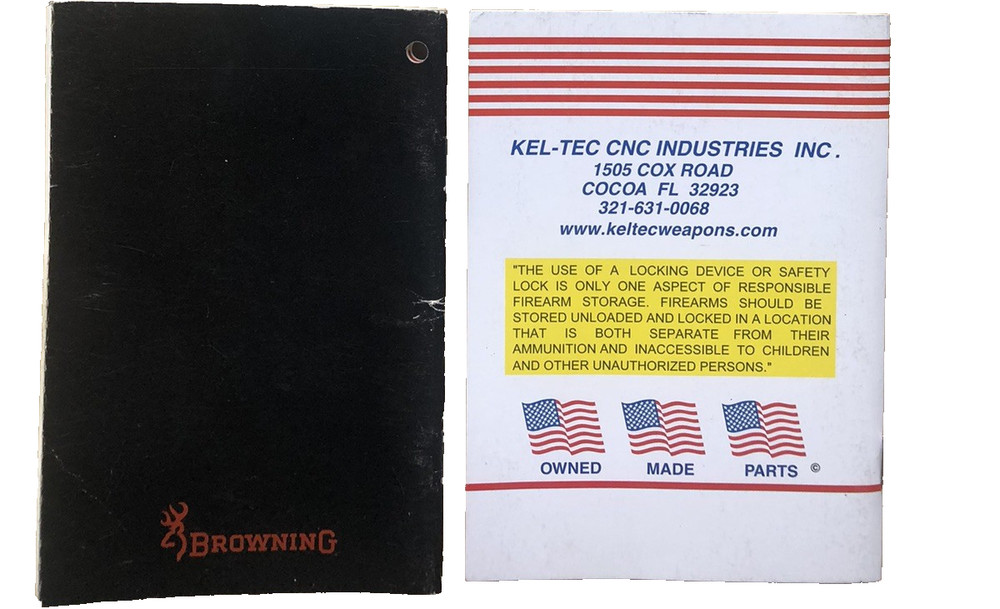 BROWNING
KEL-TEC CNC INDUSTRIES INC.
1505 COX ROAD
COCOA FL 32923
321-631-0068
www.keltecweapons.com
"THE USE OF A LOCKING DEVICE OR SAFETY
LOCK IS ONLY ONE ASPECT OF RESPONSIBLE
FIREARM STORAGE. FIREARMS SHOULD BE
STORED UNLOADED AND LOCKED IN A LOCATION
THAT IS BOTH SEPARATE FROM THEIR
AMMUNITION AND INACCESSIBLE TO CHILDREN
AND OTHER UNAUTHORIZED PERSONS."
OWNED MADE PARTS ©